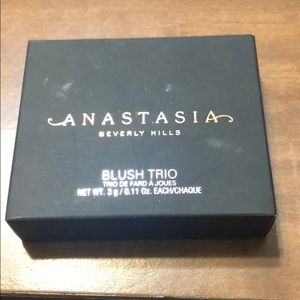 ANASTASIA
BEVERLY HILLS
BLUSH TRIO
TRIO DE FARD À JOUES
NET WT. 3 g / 0.11 Oz. EACH/CHAQUE